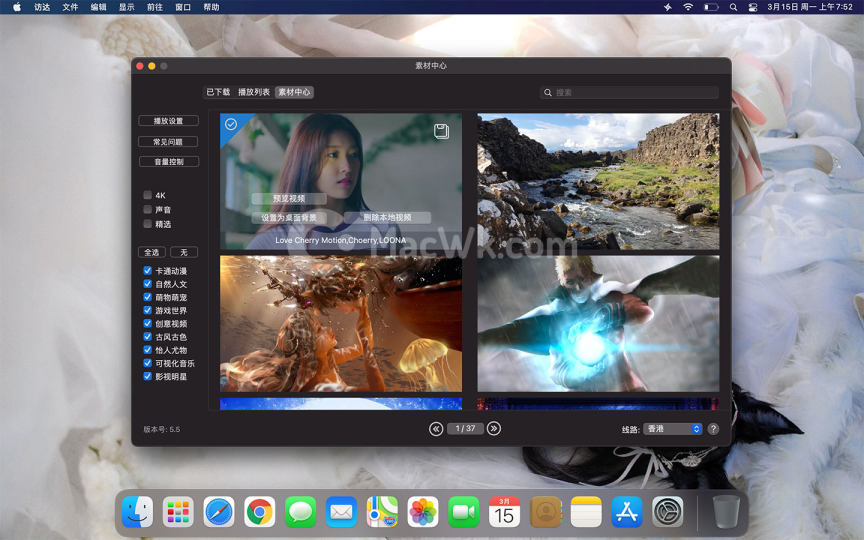 访达 文件 编辑 显示 前往 窗口 帮助
3月15日 周一 上午7:52
素材中心
已下载 播放列表 素材中心
搜索
播放设置
常见问题
音量控制
4K
声音
精选
全选 无
卡通动漫
自然人文
萌物萌宠
游戏世界
创意视频
古风古色
怡人尤物
可视化音乐
影视明星
预览视频
设置为桌面背景 删除本地视频
Love Cherry Motion,Choerry,LOONA
MacWk.com
版本号: 5.5
1 / 37
线路: 香港
?
3月
15